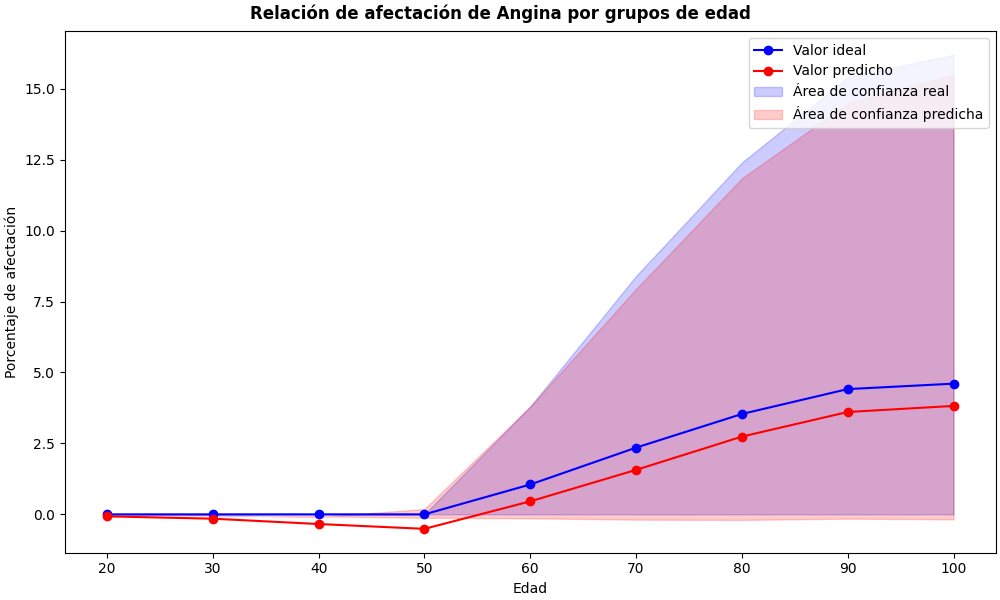 Relación de afectación de Angina por grupos de edad
Valor ideal
Valor predicho
Área de confianza real
Área de confianza predicha
15.0
12.5
10.0
7.5
5.0
2.5
0.0
Porcentaje de afectación
20 30 40 50 60 70 80 90 100
Edad